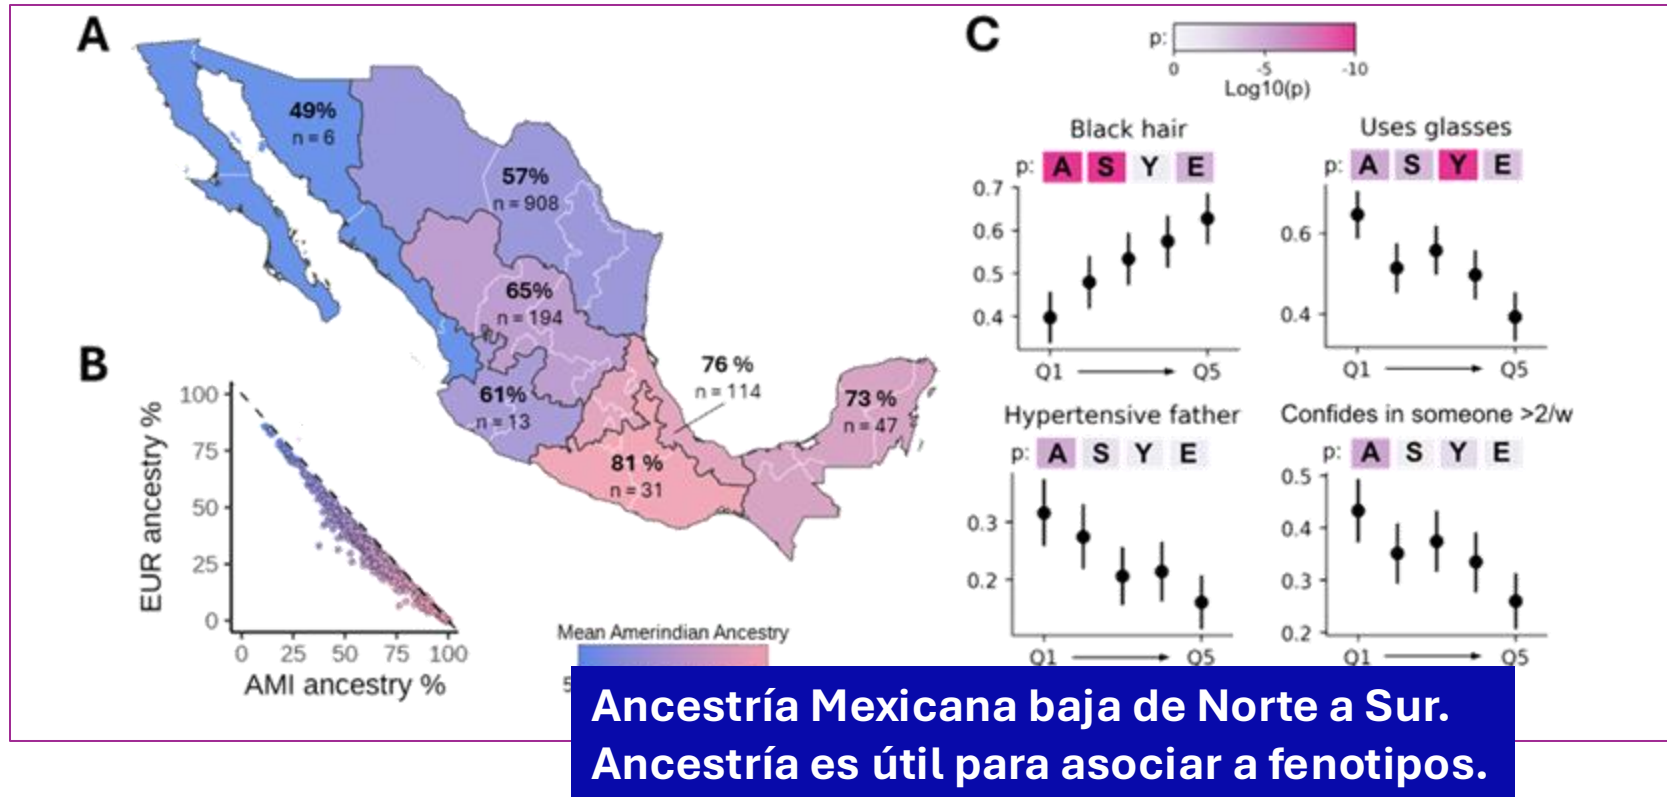 A
49%
n = 6
57%
n = 908
65%
n = 194
61%
n = 13
76 %
n = 114
73 %
n = 47
81 %
n = 31
Mean Amerindian Ancestry
5
B
EUR ancestry %
100
75
50
25
0
0 25 50 75 100
AMI ancestry %
C
p:
0 -5 -10
Log10(p)
Black hair
p: A S Y E
0.7
0.6
0.5
0.4
Q1 Q5
Uses glasses
p: A S Y E
0.6
0.4
Q1 Q5
Hypertensive father
p: A S Y E
0.3
0.2
Q1 Q5
Confides in someone >2/w
p: A S Y E
0.5
0.4
0.3
0.2
Q1 Q5
Ancestría Mexicana baja de Norte a Sur.
Ancestría es útil para asociar a fenotipos.